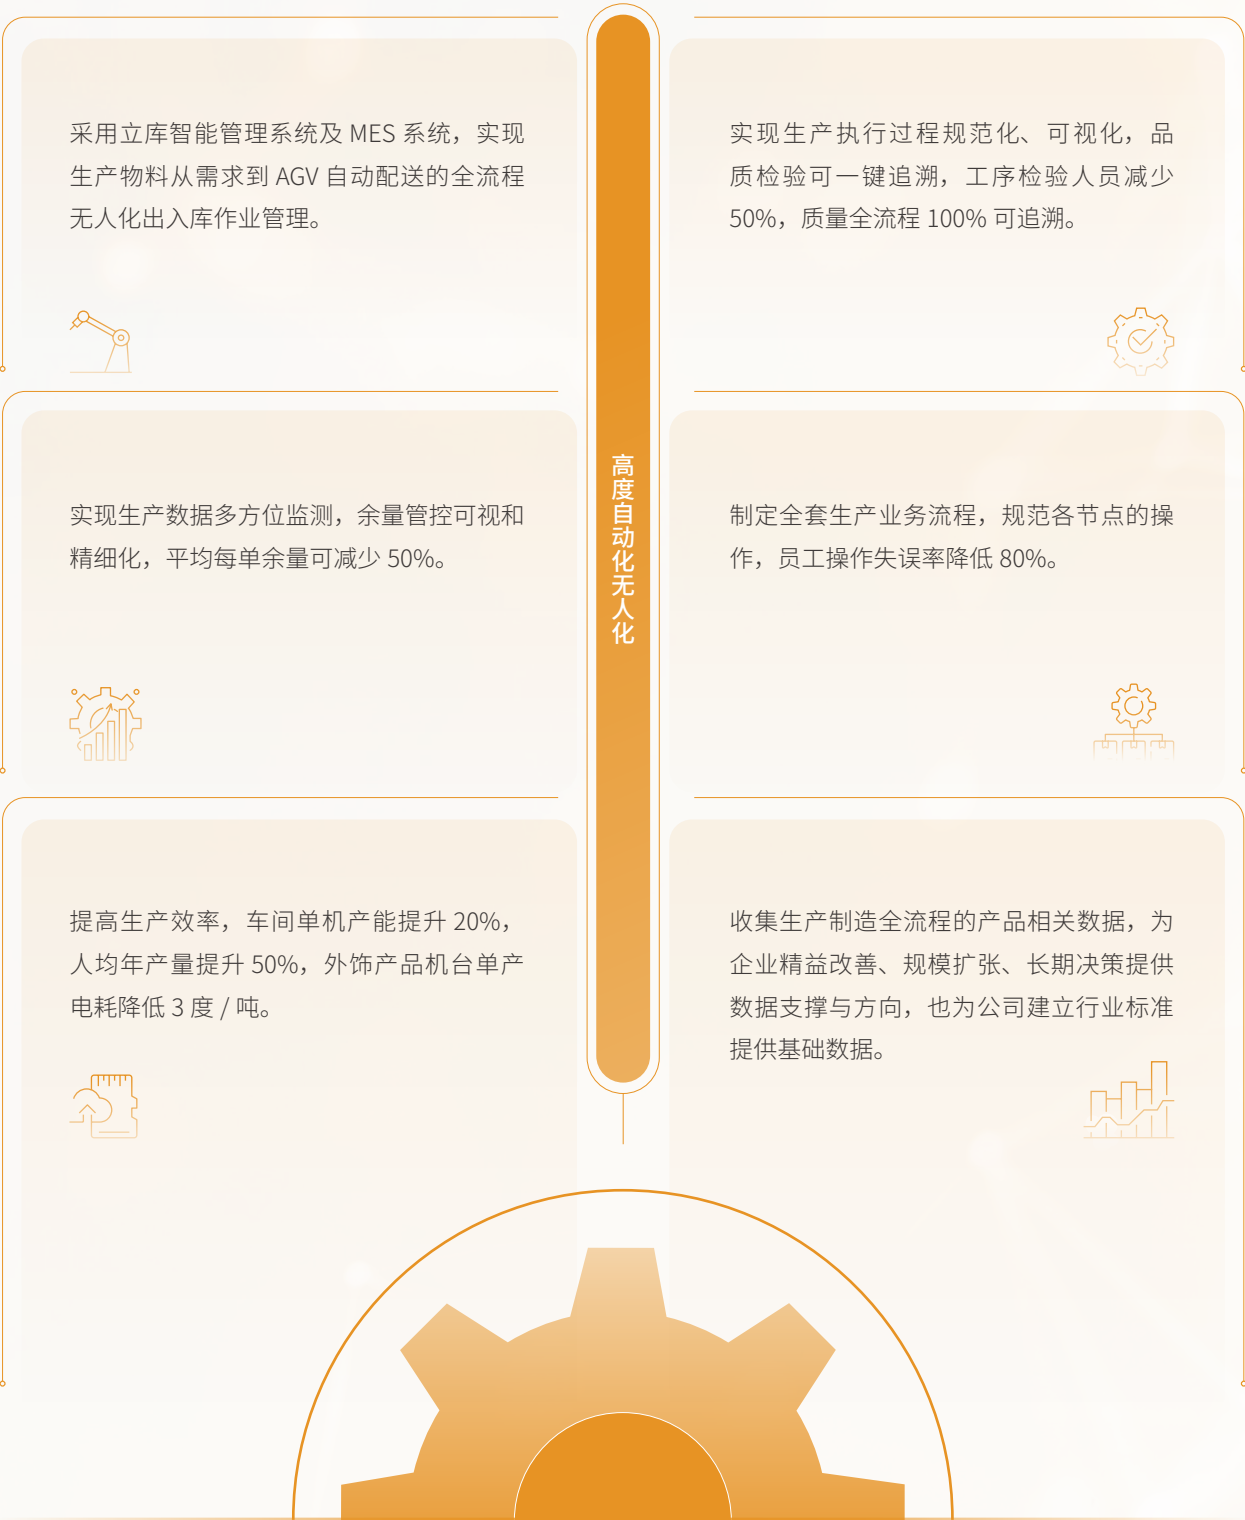 采用立库智能管理系统及 MES 系统，实现
生产物料从需求到 AGV 自动配送的全流程
无人化出入库作业管理。
实现生产执行过程规范化、可视化，品
质检验可一键追溯，工序检验人员减少
50%，质量全流程 100% 可追溯。
高度自动化无人化
实现生产数据多方位监测，余量管控可视和
精细化，平均每单余量可减少 50%。
制定全套生产业务流程，规范各节点的操
作，员工操作失误率降低 80%。
提高生产效率，车间单机产能提升 20%，
人均年产量提升 50%，外饰产品机台单产
电耗降低 3 度 / 吨。
收集生产制造全流程的产品相关数据，为
企业精益改善、规模扩张、长期决策提供
数据支撑与方向，也为公司建立行业标准
提供基础数据。